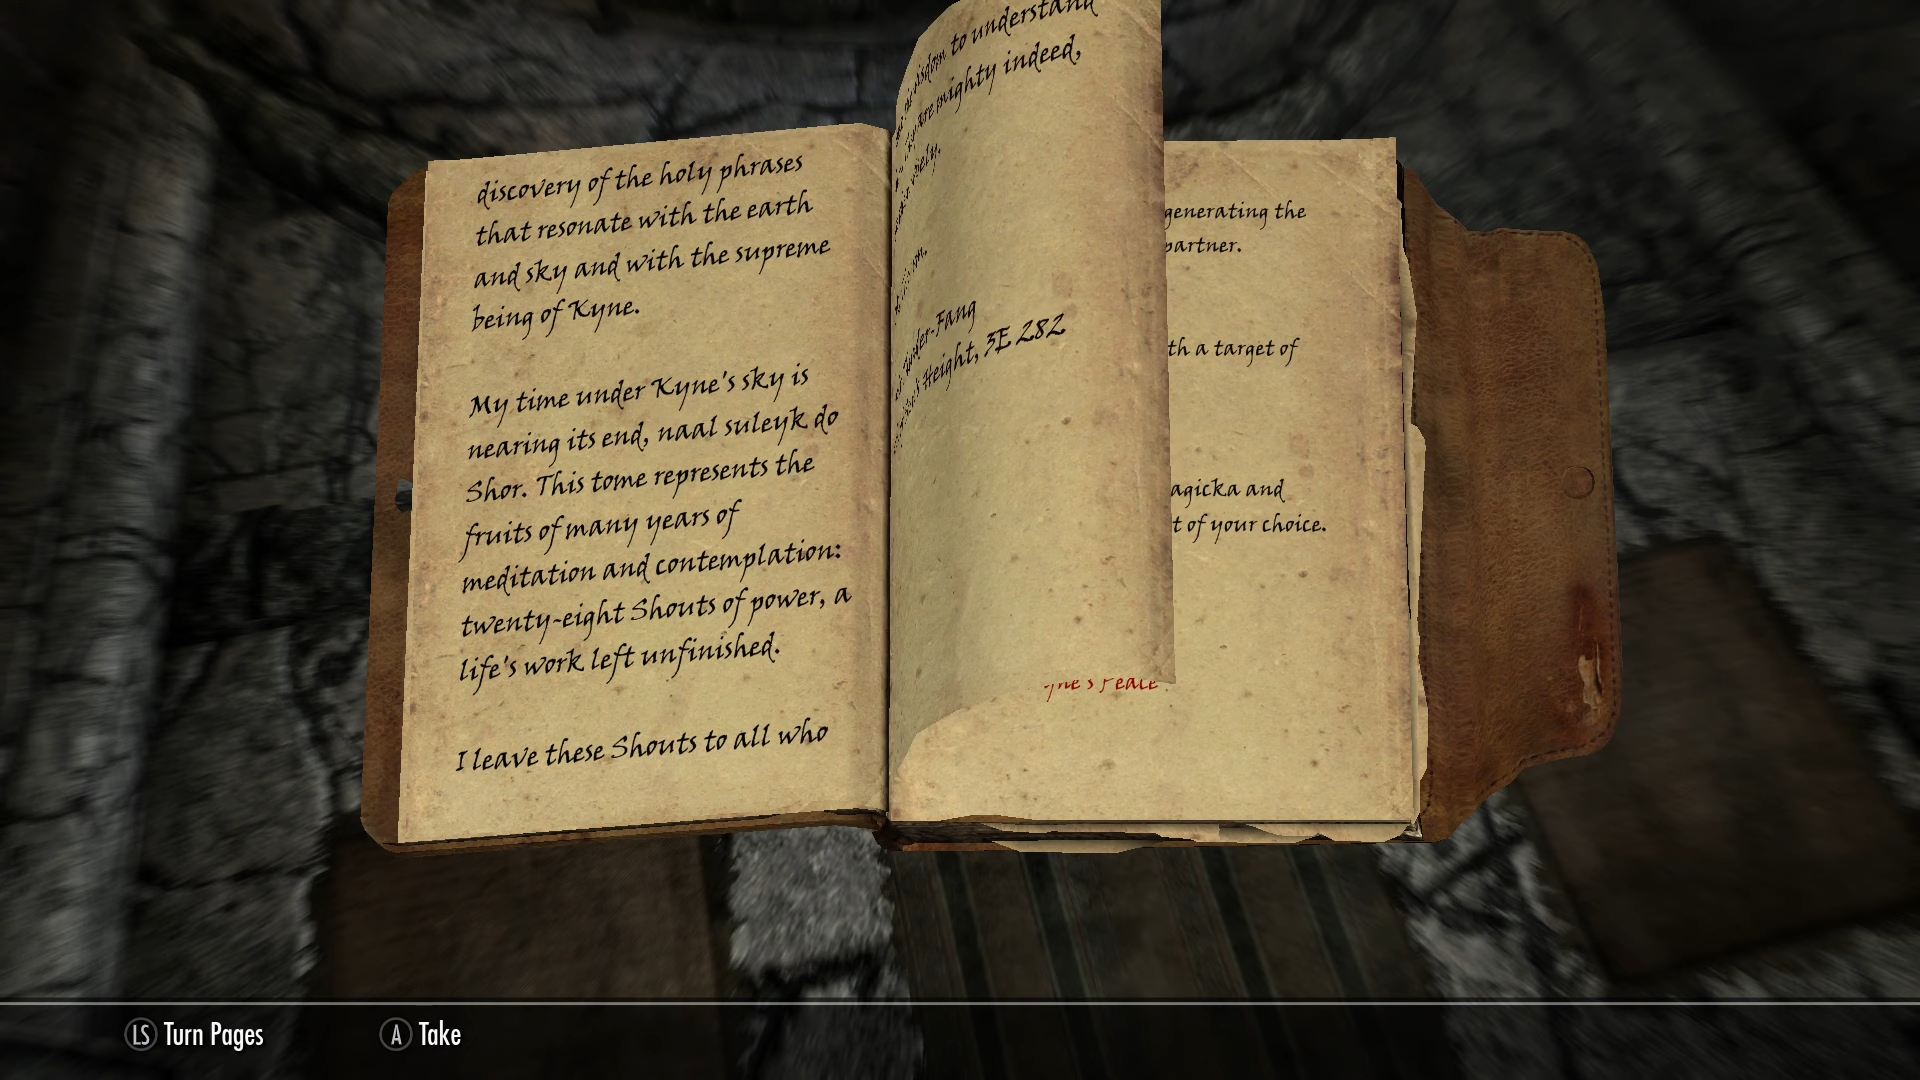 discovery of the holy phrases
that resonate with the earth
and sky and with the supreme
being of Kyne.
My time under Kyne's sky is
nearing its end, naal suleyk do
Shor. This tome represents the
fruits of many years of
meditation and contemplation:
twenty-eight Shouts of power, a
life's work left unfinished.
I leave these Shouts to all who
to understand
are mighty indeed,
Height, 3E 282
generating the
partner.
th a target of
agicka and
t of your choice.
LS Turn Pages
A Take